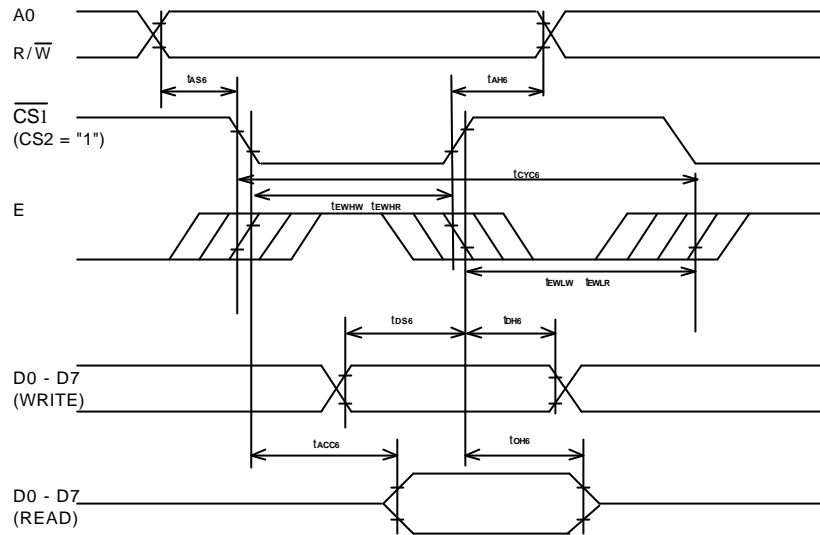 A0
R/W̅
tAS6 tAH6
C̅S̅1̅
(CS2 = "1")
tCYC6
tEWHW tEWHR
E
tEWLW tEWLR
tDS6 tDH6
D0 - D7
(WRITE)
tACC6 tOH6
D0 - D7
(READ)